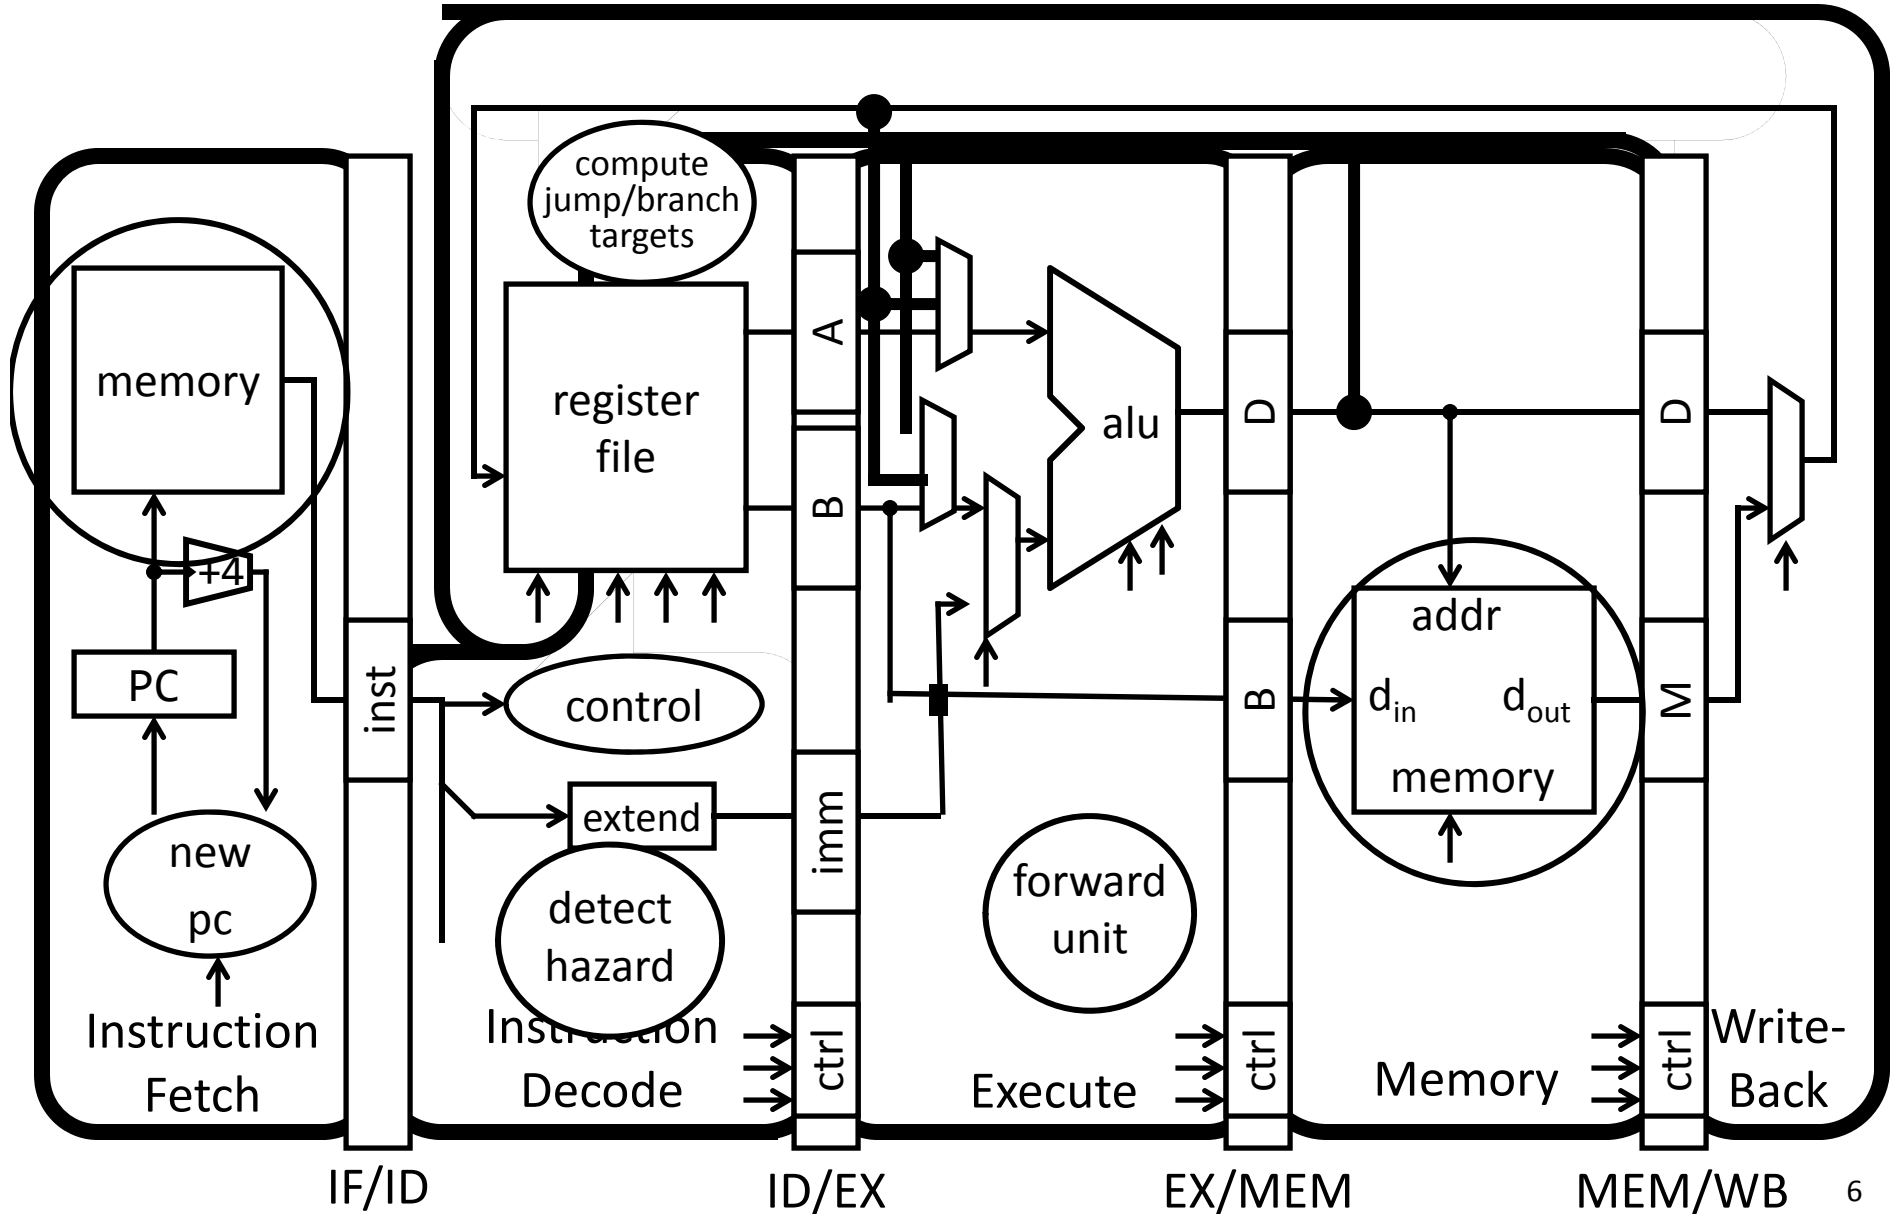 compute
jump/branch
targets
memory
register
file
A
B
alu
D
D
+4
addr
PC
inst
control
B
d_in
d_out
M
memory
extend
imm
new
pc
detect
hazard
forward
unit
Instruction
Fetch
Instruction
Decode
ctrl
Execute
ctrl
Memory
ctrl
Write-
Back
IF/ID
ID/EX
EX/MEM
MEM/WB
6